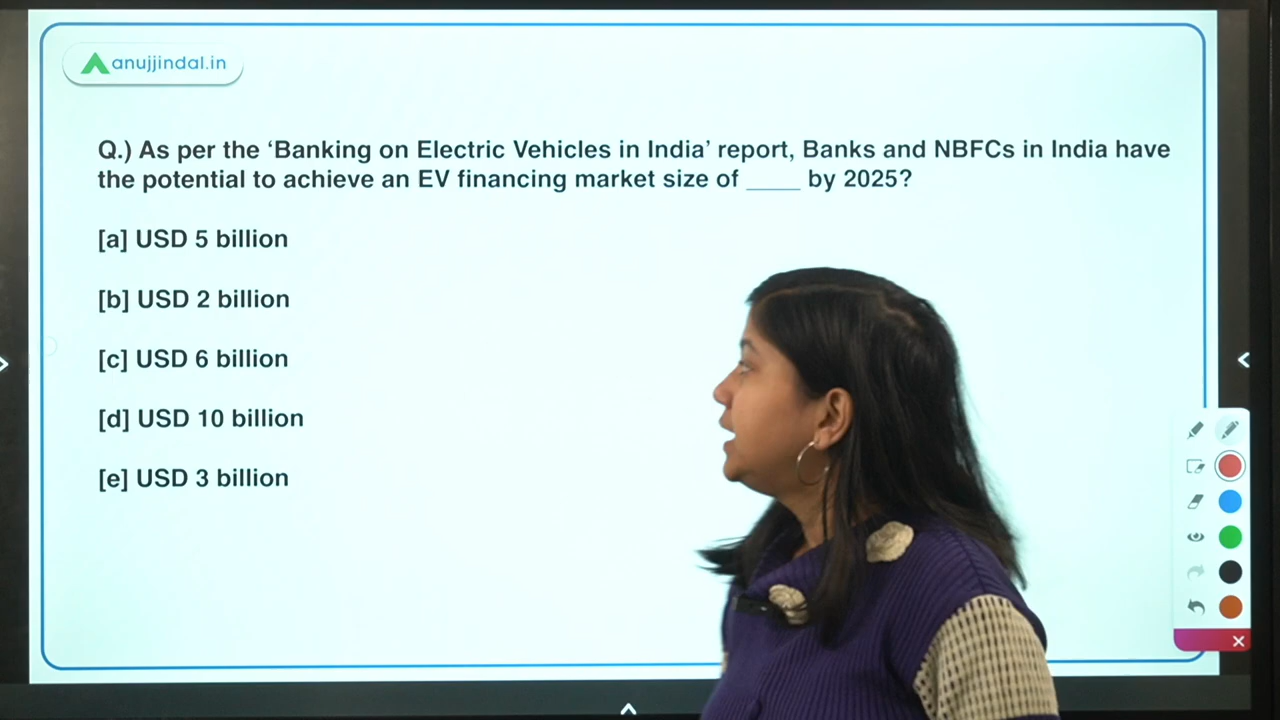 anujjindal.in
Q.) As per the ‘Banking on Electric Vehicles in India’ report, Banks and NBFCs in India have
the potential to achieve an EV financing market size of ____ by 2025?
[a] USD 5 billion
[b] USD 2 billion
[c] USD 6 billion
[d] USD 10 billion
[e] USD 3 billion